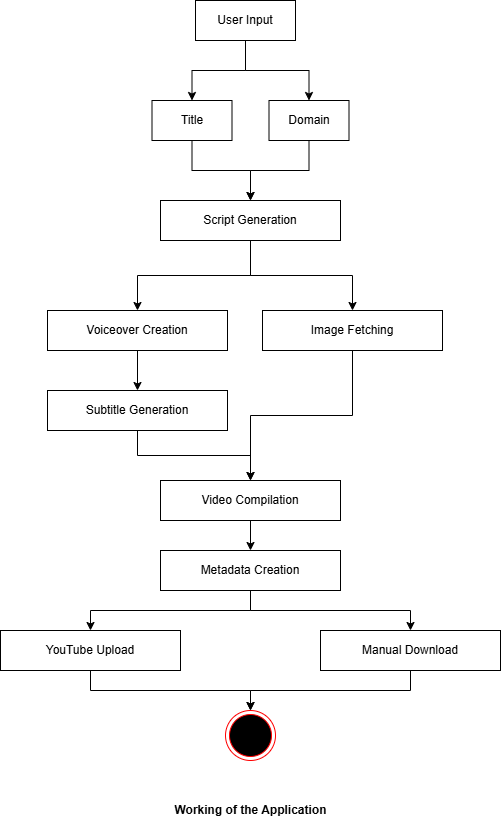 User Input
Title
Domain
Script Generation
Voiceover Creation
Image Fetching
Subtitle Generation
Video Compilation
Metadata Creation
YouTube Upload
Manual Download
Working of the Application